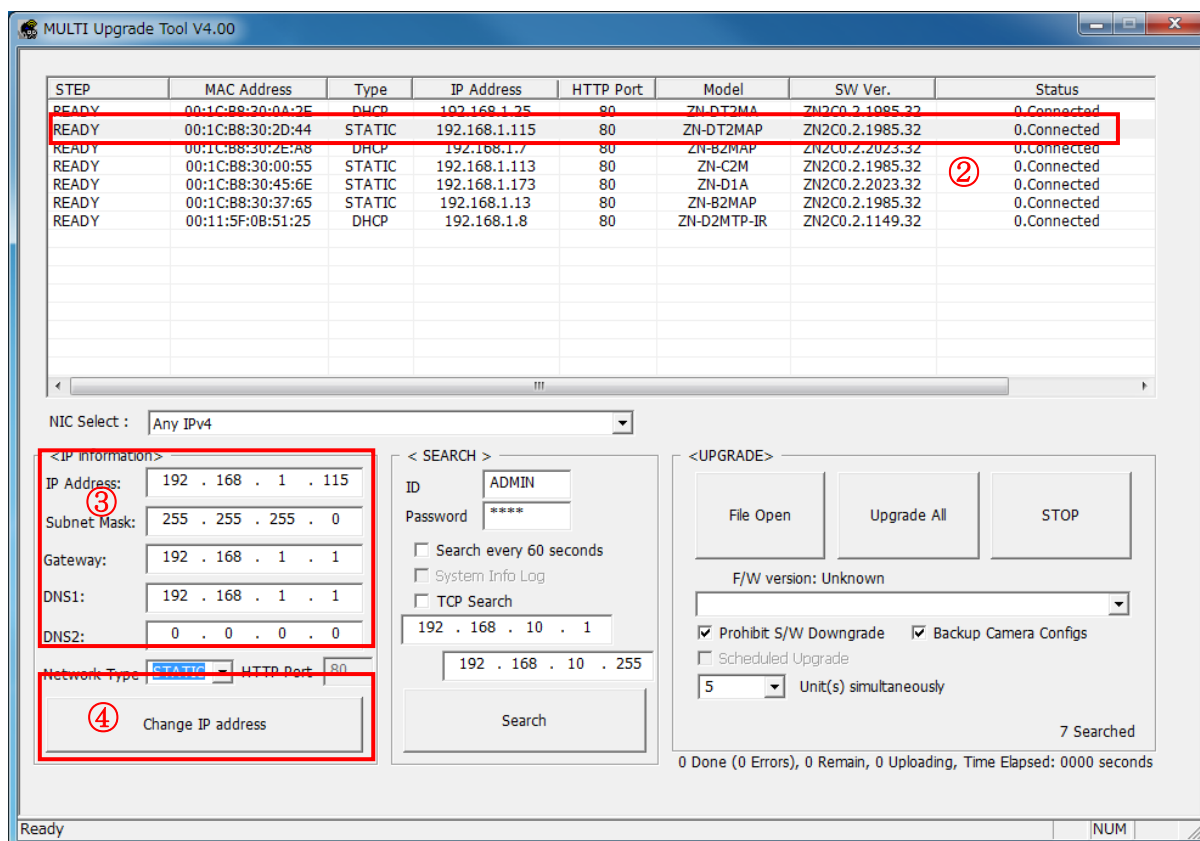 MULTI Upgrade Tool V4.00
STEP MAC Address Type IP Address HTTP Port Model SW Ver. Status
READY 00:1C:B8:30:0A:2E DHCP 192.168.1.25 80 ZN-DT2MA ZN2C0.2.1985.32 0.Connected
READY 00:1C:B8:30:2D:44 STATIC 192.168.1.115 80 ZN-DT2MAP ZN2C0.2.1985.32 0.Connected
READY 00:1C:B8:30:2E:A8 DHCP 192.168.1.7 80 ZN-B2MAP ZN2C0.2.2023.32 0.Connected
READY 00:1C:B8:30:00:55 STATIC 192.168.1.113 80 ZN-C2M ZN2C0.2.1985.32 ② 0.Connected
READY 00:1C:B8:30:45:6E STATIC 192.168.1.173 80 ZN-D1A ZN2C0.2.2023.32 0.Connected
READY 00:1C:B8:30:37:65 STATIC 192.168.1.13 80 ZN-B2MAP ZN2C0.2.2023.32 0.Connected
READY 00:11:5F:0B:51:25 DHCP 192.168.1.8 80 ZN-D2MTP-IR ZN2C0.2.1149.32 0.Connected
NIC Select : Any IPv4
<IP Information>
IP Address: 192 . 168 . 1 . 115
③
Subnet Mask: 255 . 255 . 255 . 0
Gateway: 192 . 168 . 1 . 1
DNS1: 192 . 168 . 1 . 1
DNS2: 0 . 0 . 0 . 0
Network Type STATIC HTTP Port 80
④ Change IP address
< SEARCH >
ID ADMIN
Password ****
Search every 60 seconds
System Info Log
TCP Search
192 . 168 . 10 . 1
192 . 168 . 10 . 255
Search
<UPGRADE>
File Open Upgrade All STOP
F/W version: Unknown
Prohibit S/W Downgrade Backup Camera Configs
Scheduled Upgrade
5 Unit(s) simultaneously
7 Searched
0 Done (0 Errors), 0 Remain, 0 Uploading, Time Elapsed: 0000 seconds
Ready NUM